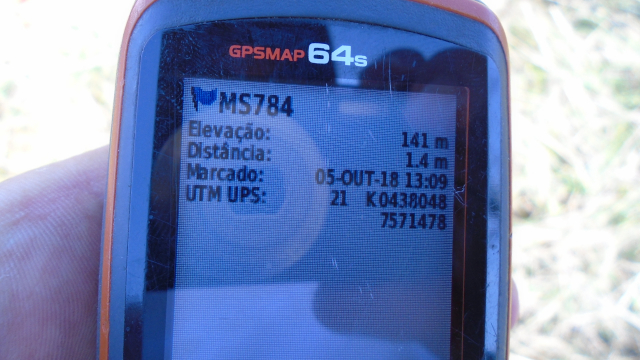 GPSMAP 64s
MS784
Elevação: 141 m
Distância: 1.4 m
Marcado: 05-OUT-18 13:09
UTM UPS: 21 K 0438048
7571478